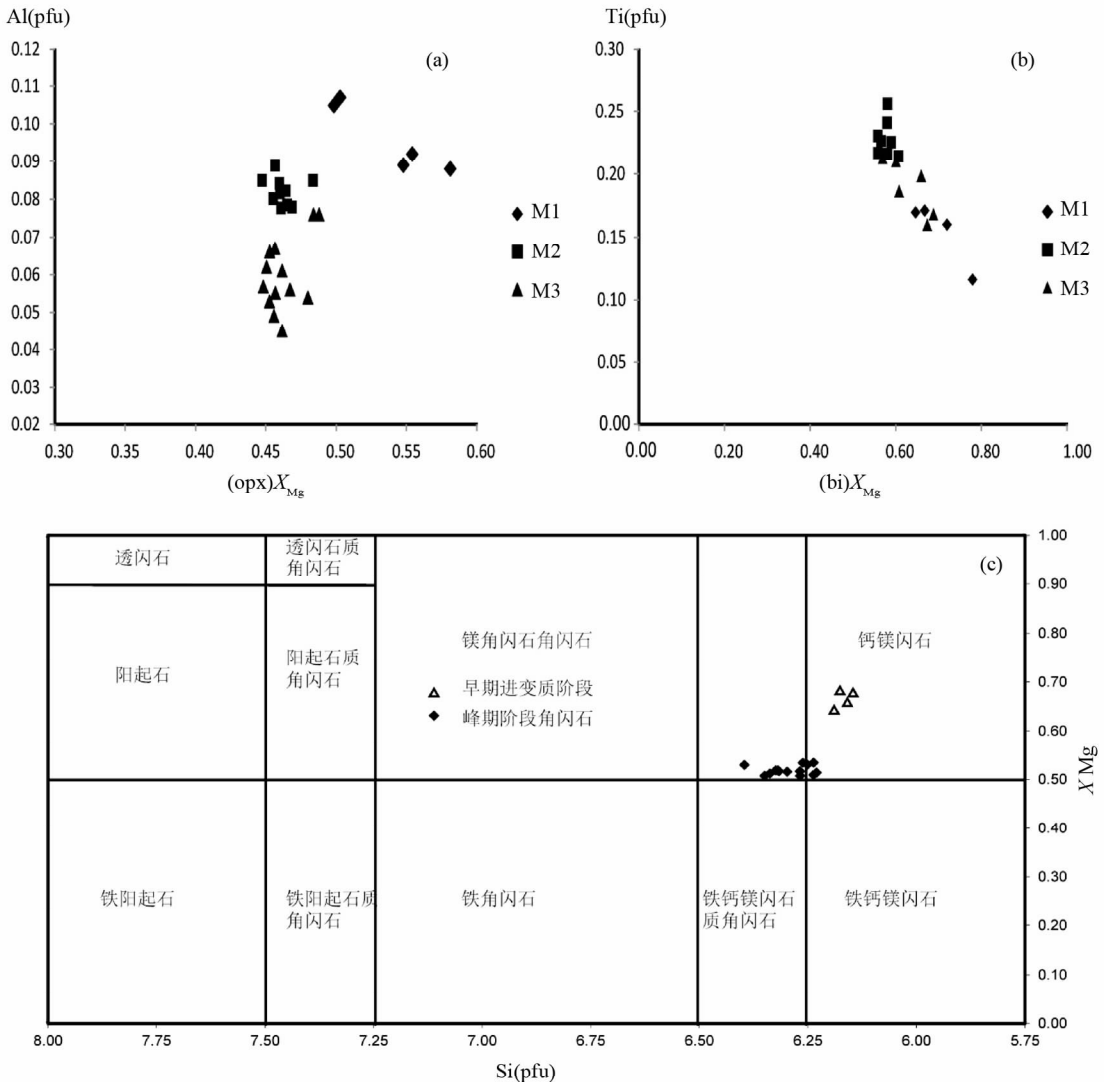 Al(pfu)
0.12
0.11
0.10
0.09
0.08
0.07
0.06
0.05
0.04
0.03
0.02
0.30
0.35
0.40
0.45
0.50
0.55
0.60
(opx)XMg
(a)
M1
M2
M3
Ti(pfu)
0.30
0.25
0.20
0.15
0.10
0.05
0.00
0.00
0.20
0.40
0.60
0.80
1.00
(bi)XMg
(b)
M1
M2
M3
透闪石
透闪石质
角闪石
(c)
阳起石
阳起石质
角闪石
镁角闪石角闪石
钙镁闪石
早期进变质阶段
峰期阶段角闪石
铁阳起石
铁阳起石质
角闪石
铁角闪石
铁钙镁闪石
质角闪石
铁钙镁闪石
1.00
0.90
0.80
0.70
0.60
0.50
0.40
0.30
0.20
0.10
0.00
X Mg
8.00
7.75
7.50
7.25
7.00
6.75
6.50
6.25
6.00
5.75
Si(pfu)